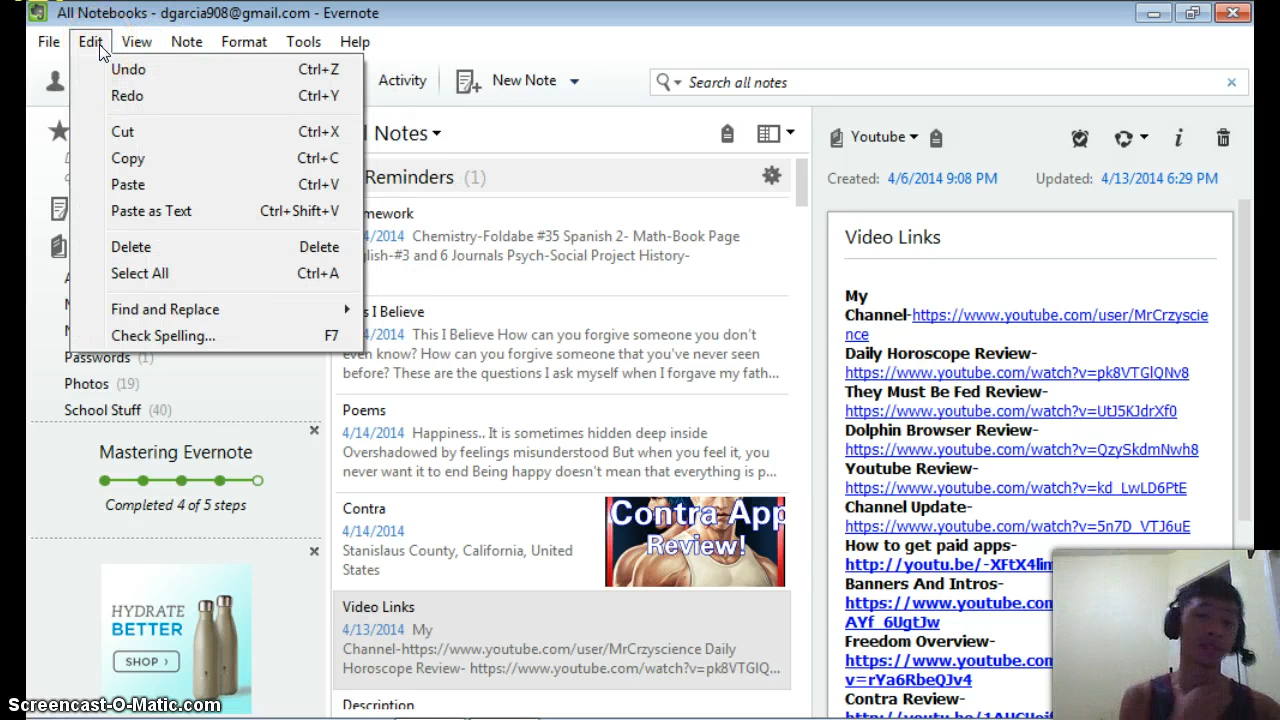 All Notebooks - dgarcia908@gmail.com - Evernote
File Edit View Note Format Tools Help
Undo Ctrl+Z
Redo Ctrl+Y
Cut Ctrl+X
Copy Ctrl+C
Paste Ctrl+V
Paste as Text Ctrl+Shift+V
Delete Delete
Select All Ctrl+A
Find and Replace
Check Spelling... F7
Activity
New Note
Search all notes
Passwords (1)
Photos (19)
School Stuff (40)
Mastering Evernote
Completed 4 of 5 steps
HYDRATE
BETTER
SHOP
Notes
Reminders (1)
mework
4/2014 Chemistry-Foldabe #35 Spanish 2- Math-Book Page
glish-#3 and 6 Journals Psych-Social Project History-
s I Believe
4/2014 This I Believe How can you forgive someone you don't
even know? How can you forgive someone that you've never seen
before? These are the questions I ask myself when I forgave my fath...
Poems
4/14/2014 Happiness.. It is sometimes hidden deep inside
Overshadowed by feelings misunderstood But when you feel it, you
never want it to end Being happy doesn't mean that everything is p...
Contra
4/14/2014
Stanislaus County, California, United
States
Contra App
Review!
Video Links
4/13/2014 My
Channel-https://www.youtube.com/user/MrCrzyscience Daily
Horoscope Review- https://www.youtube.com/watch?v=pk8VTGlQ...
Description
Youtube
Created: 4/6/2014 9:08 PM Updated: 4/13/2014 6:29 PM
Video Links
My
Channel-https://www.youtube.com/user/MrCrzyscie
nce
Daily Horoscope Review-
https://www.youtube.com/watch?v=pk8VTGlQNv8
They Must Be Fed Review-
https://www.youtube.com/watch?v=UtJ5KJdrXf0
Dolphin Browser Review-
https://www.youtube.com/watch?v=QzySkdmNwh8
Youtube Review-
https://www.youtube.com/watch?v=kd_LwLD6PtE
Channel Update-
https://www.youtube.com/watch?v=5n7D_VTJ6uE
How to get paid apps-
http://youtu.be/-XFtX4lim
Banners And Intros-
https://www.youtube.com
AYf_6UgtJw
Freedom Overview-
https://www.youtube.com
v=rYa6RbeQJv4
Contra Review-
Screencast-O-Matic.com